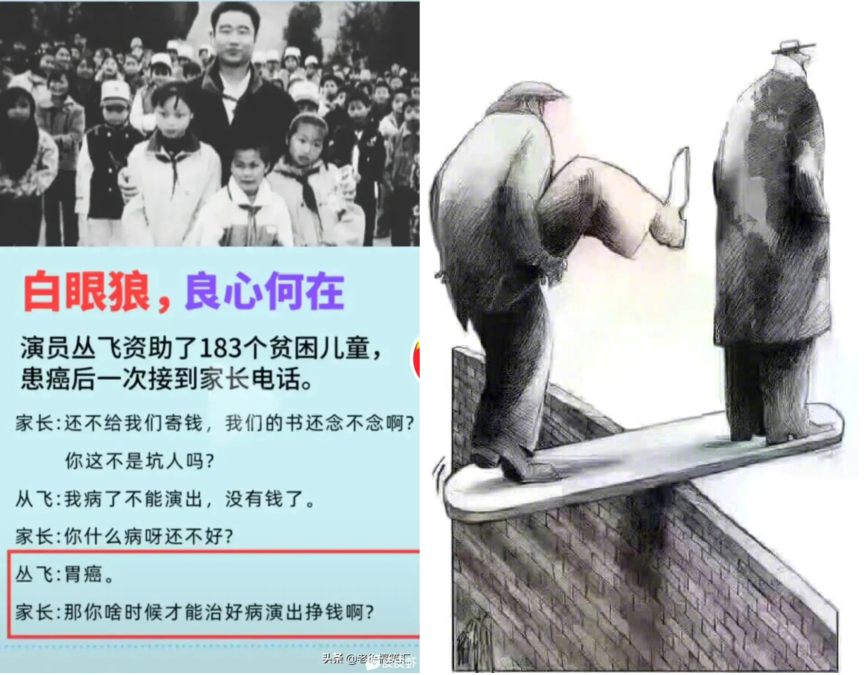 白眼狼，良心何在
演员丛飞资助了183个贫困儿童，
患癌后一次接到家长电话。
家长:还不给我们寄钱，我们的书还念不念啊?
你这不是坑人吗?
从飞:我病了不能演出，没有钱了。
家长:你什么病呀还不好?
丛飞:胃癌。
家长:那你啥时候才能治好病演出挣钱啊?
头条